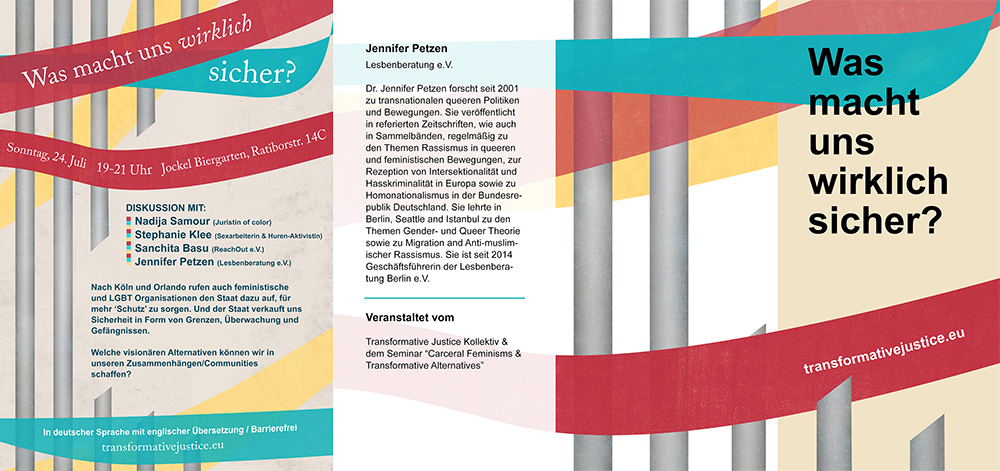 Was macht uns wirklich
sicher?
Sonntag, 24. Juli 19-21 Uhr Jockel Biergarten, Ratiborstr. 14C
DISKUSSION MIT:
Nadija Samour (Juristin of color)
Stephanie Klee (Sexarbeiterin & Huren-Aktivistin)
Sanchita Basu (ReachOut e.V.)
Jennifer Petzen (Lesbenberatung e.V.)
Nach Köln und Orlando rufen auch feministische
und LGBT Organisationen den Staat dazu auf, für
mehr ‘Schutz’ zu sorgen. Und der Staat verkauft uns
Sicherheit in Form von Grenzen, Überwachung und
Gefängnissen.
Welche visionären Alternativen können wir in
unseren Zusammenhängen/Communities
schaffen?
In deutscher Sprache mit englischer Übersetzung / Barrierefrei
transformativejustice.eu
Jennifer Petzen
Lesbenberatung e.V.
Dr. Jennifer Petzen forscht seit 2001
zu transnationalen queeren Politiken
und Bewegungen. Sie veröffentlicht
in referierten Zeitschriften, wie auch
in Sammelbänden, regelmäßig zu
den Themen Rassismus in queeren
und feministischen Bewegungen, zur
Rezeption von Intersektionalität und
Hasskriminalität in Europa sowie zu
Homonationalismus in der Bundesre-
publik Deutschland. Sie lehrte in
Berlin, Seattle and Istanbul zu den
Themen Gender- und Queer Theorie
sowie zu Migration and Anti-muslim-
ischer Rassismus. Sie ist seit 2014
Geschäftsführerin der Lesbenbera-
tung Berlin e.V.
Veranstaltet vom
Transformative Justice Kollektiv &
dem Seminar “Carceral Feminisms &
Transformative Alternatives”
Was
macht
uns
wirklich
sicher?
transformativejustice.eu